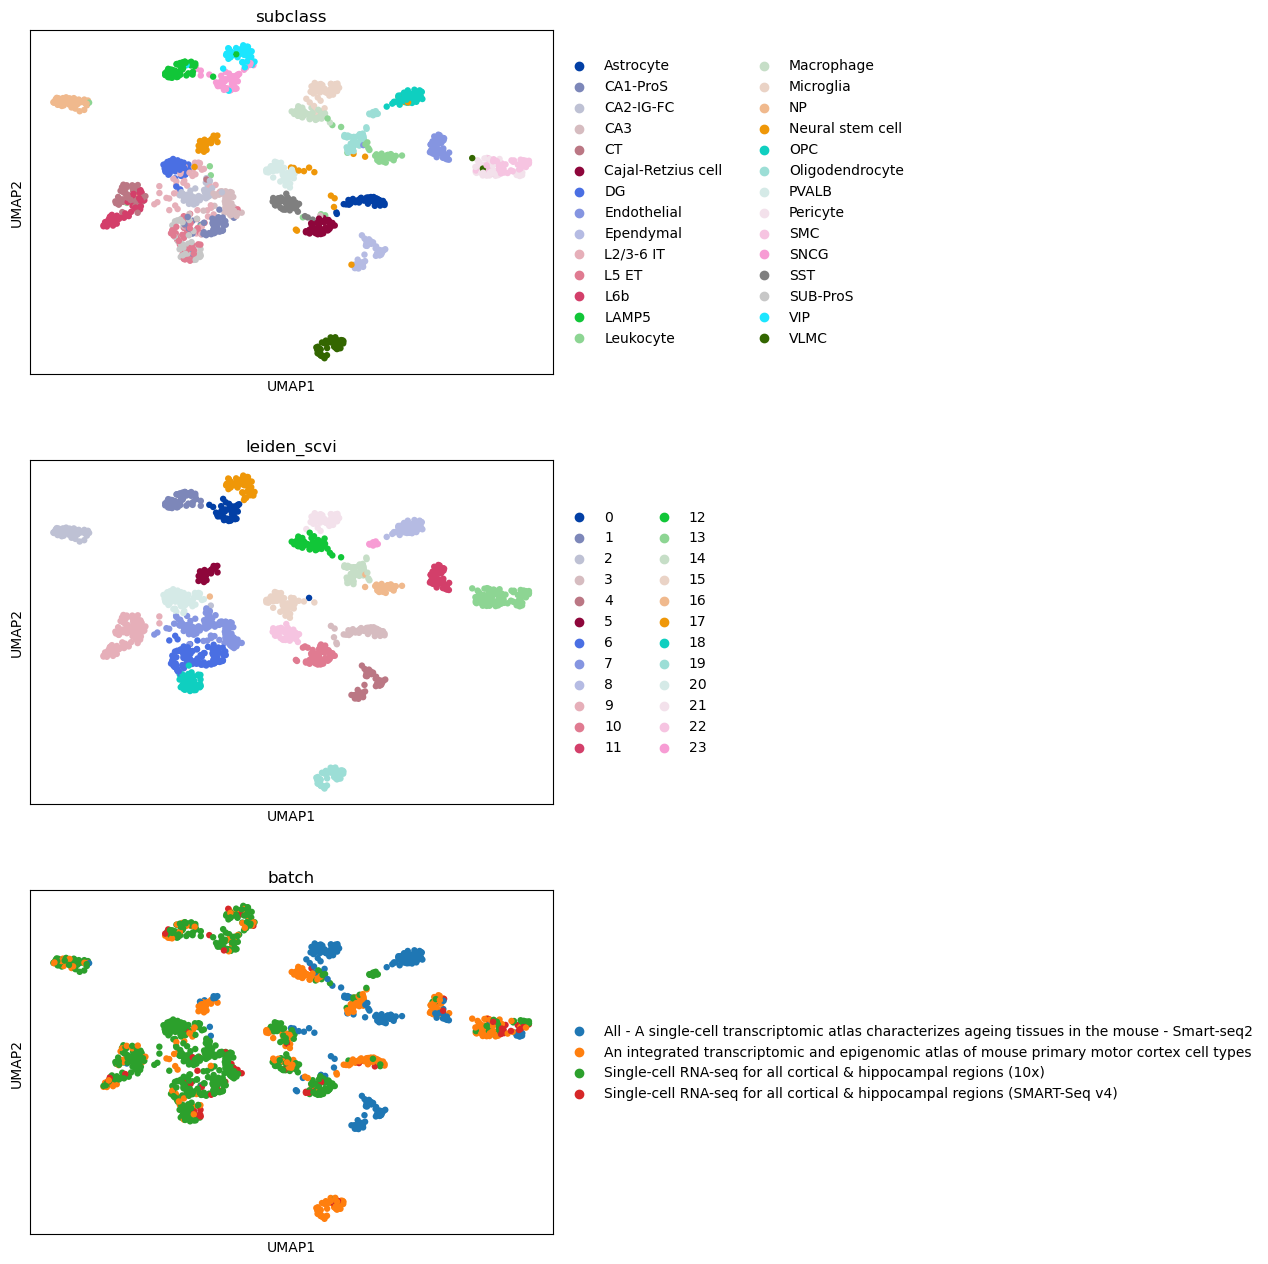 subclass
UMAP2
UMAP1
Astrocyte
CA1-ProS
CA2-IG-FC
CA3
CT
Cajal-Retzius cell
DG
Endothelial
Ependymal
L2/3-6 IT
L5 ET
L6b
LAMP5
Leukocyte
Macrophage
Microglia
NP
Neural stem cell
OPC
Oligodendrocyte
PVALB
Pericyte
SMC
SNCG
SST
SUB-ProS
VIP
VLMC
leiden_scvi
UMAP2
UMAP1
0
1
2
3
4
5
6
7
8
9
10
11
12
13
14
15
16
17
18
19
20
21
22
23
batch
UMAP2
UMAP1
All - A single-cell transcriptomic atlas characterizes ageing tissues in the mouse - Smart-seq2
An integrated transcriptomic and epigenomic atlas of mouse primary motor cortex cell types
Single-cell RNA-seq for all cortical & hippocampal regions (10x)
Single-cell RNA-seq for all cortical & hippocampal regions (SMART-Seq v4)